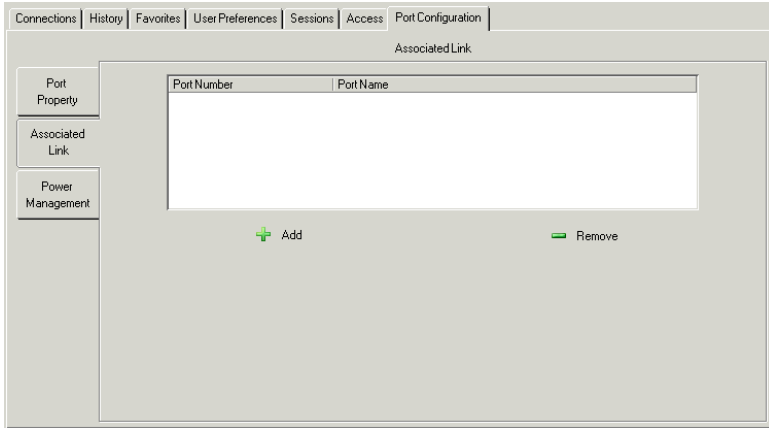 Connections History Favorites User Preferences Sessions Access Port Configuration
Associated Link
Port
Property
Associated
Link
Power
Management
Port Number Port Name
Add Remove